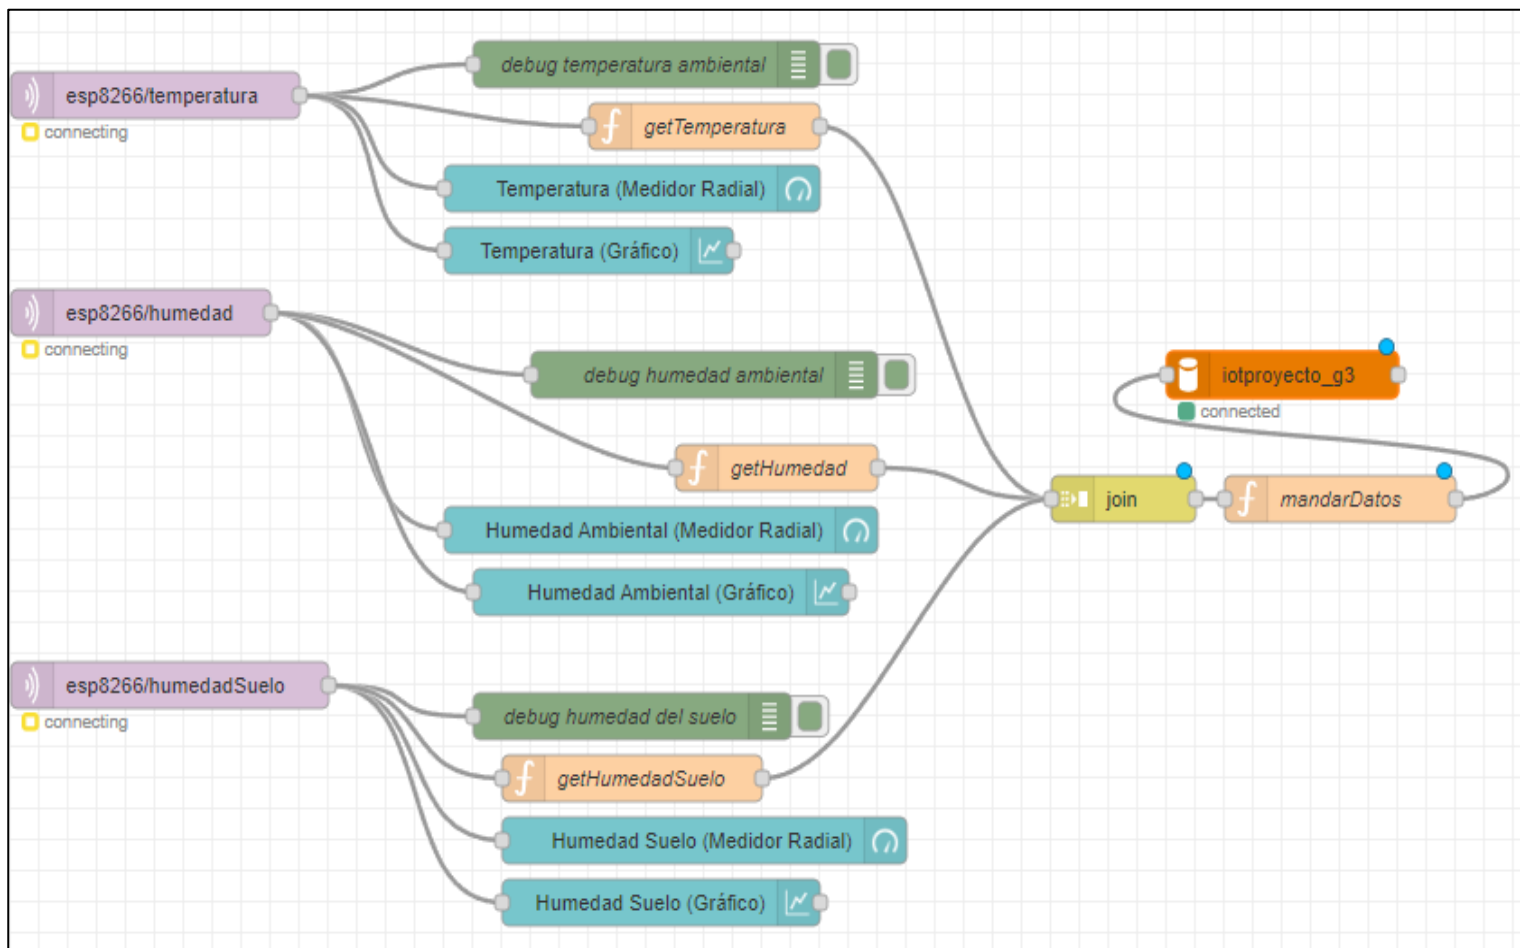 debug temperatura ambiental
esp8266/temperatura
connecting
getTemperatura
Temperatura (Medidor Radial)
Temperatura (Gráfico)
esp8266/humedad
connecting
debug humedad ambiental
iotproyecto_g3
connected
getHumedad
join
mandarDatos
Humedad Ambiental (Medidor Radial)
Humedad Ambiental (Gráfico)
esp8266/humedadSuelo
connecting
debug humedad del suelo
getHumedadSuelo
Humedad Suelo (Medidor Radial)
Humedad Suelo (Gráfico)